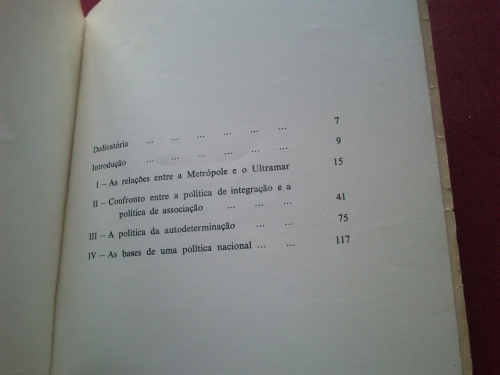 Dedicatória ... ... ... ... ... ... 7
Introdução ... ... ... ... ... ... 9
I – As relações entre a Metrópole e o Ultramar 15
II – Confronto entre a política de integração e a
política de associação ... ... ... 41
III – A política da autodeterminação ... ... 75
IV – As bases de uma política nacional ... ... 117